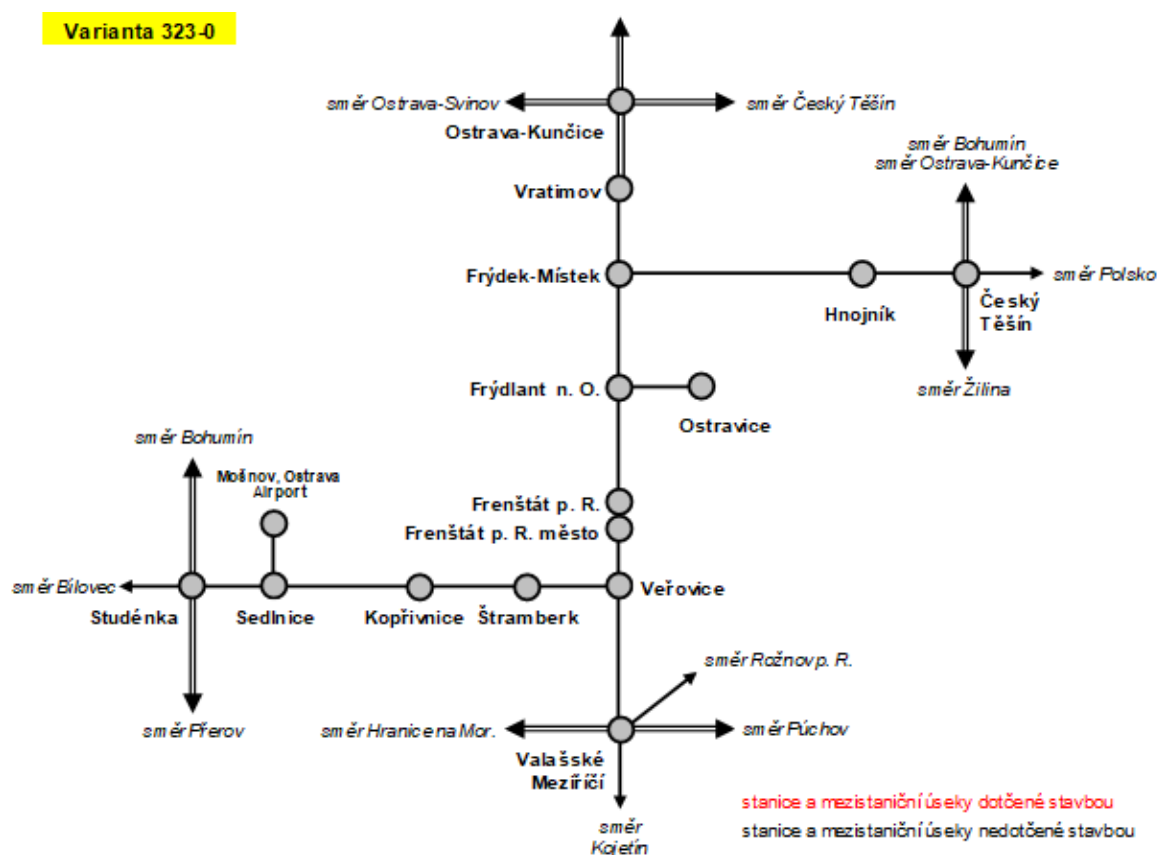 Varianta 323-0
směr Ostrava-Svinov
směr Český Těšín
Ostrava-Kunčice
směr Bohumín
směr Ostrava-Kunčice
Vratimov
Frýdek-Místek
směr Polsko
Hnojník
Český
Těšín
Frýdlant n. O.
směr Žilina
Ostravice
směr Bohumín
Mošnov, Ostrava
Airport
Frenštát p. R.
Frenštát p. R. město
směr Bílovec
Veřovice
Studénka
Sedlnice
Kopřivnice
Štramberk
směr Rožnov p. R.
směr Přerov
směr Hranice na Mor.
směr Púchov
Valašské
Meziříčí
stanice a mezistaniční úseky dotčené stavbou
směr
Kojetín
stanice a mezistaniční úseky nedotčené stavbou